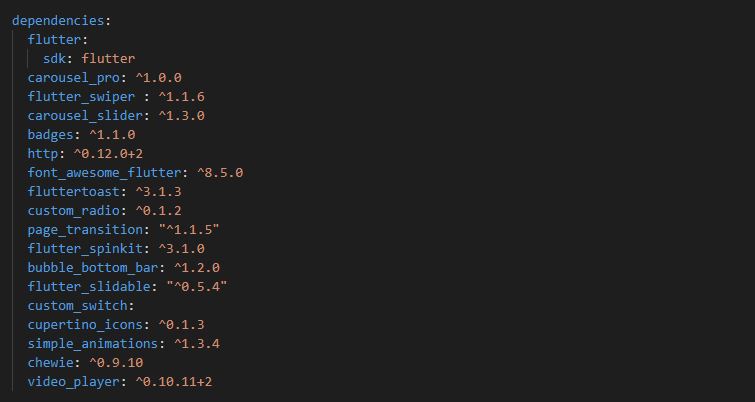 dependencies:
  flutter:
    sdk: flutter
  carousel_pro: ^1.0.0
  flutter_swiper : ^1.1.6
  carousel_slider: ^1.3.0
  badges: ^1.1.0
  http: ^0.12.0+2
  font_awesome_flutter: ^8.5.0
  fluttertoast: ^3.1.3
  custom_radio: ^0.1.2
  page_transition: "^1.1.5"
  flutter_spinkit: ^3.1.0
  bubble_bottom_bar: ^1.2.0
  flutter_slidable: "^0.5.4"
  custom_switch:
  cupertino_icons: ^0.1.3
  simple_animations: ^1.3.4
  chewie: ^0.9.10
  video_player: ^0.10.11+2